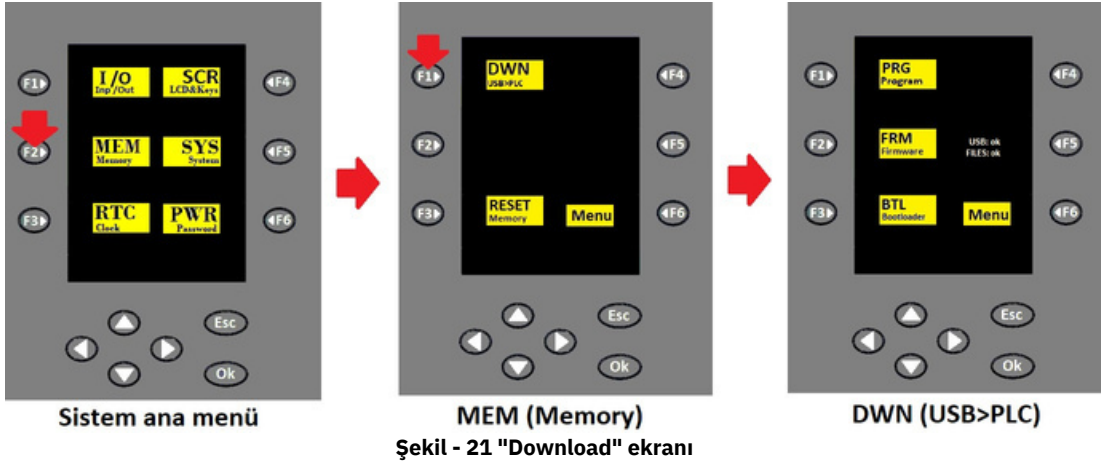 I/O
Inp/Out
SCR
LCD&Keys
MEM
Memory
SYS
System
RTC
Clock
PWR
Password
F1
F2
F3
F4
F5
F6
Esc
Ok
Sistem ana menü
DWN
USB>PLC
RESET
Memory
Menu
F1
F2
F3
F4
F5
F6
Esc
Ok
MEM (Memory)
PRG
Program
FRM
Firmware
USB: ok
FILES: ok
BTL
Bootloader
Menu
F1
F2
F3
F4
F5
F6
Esc
Ok
DWN (USB>PLC)
Şekil - 21 "Download" ekranı